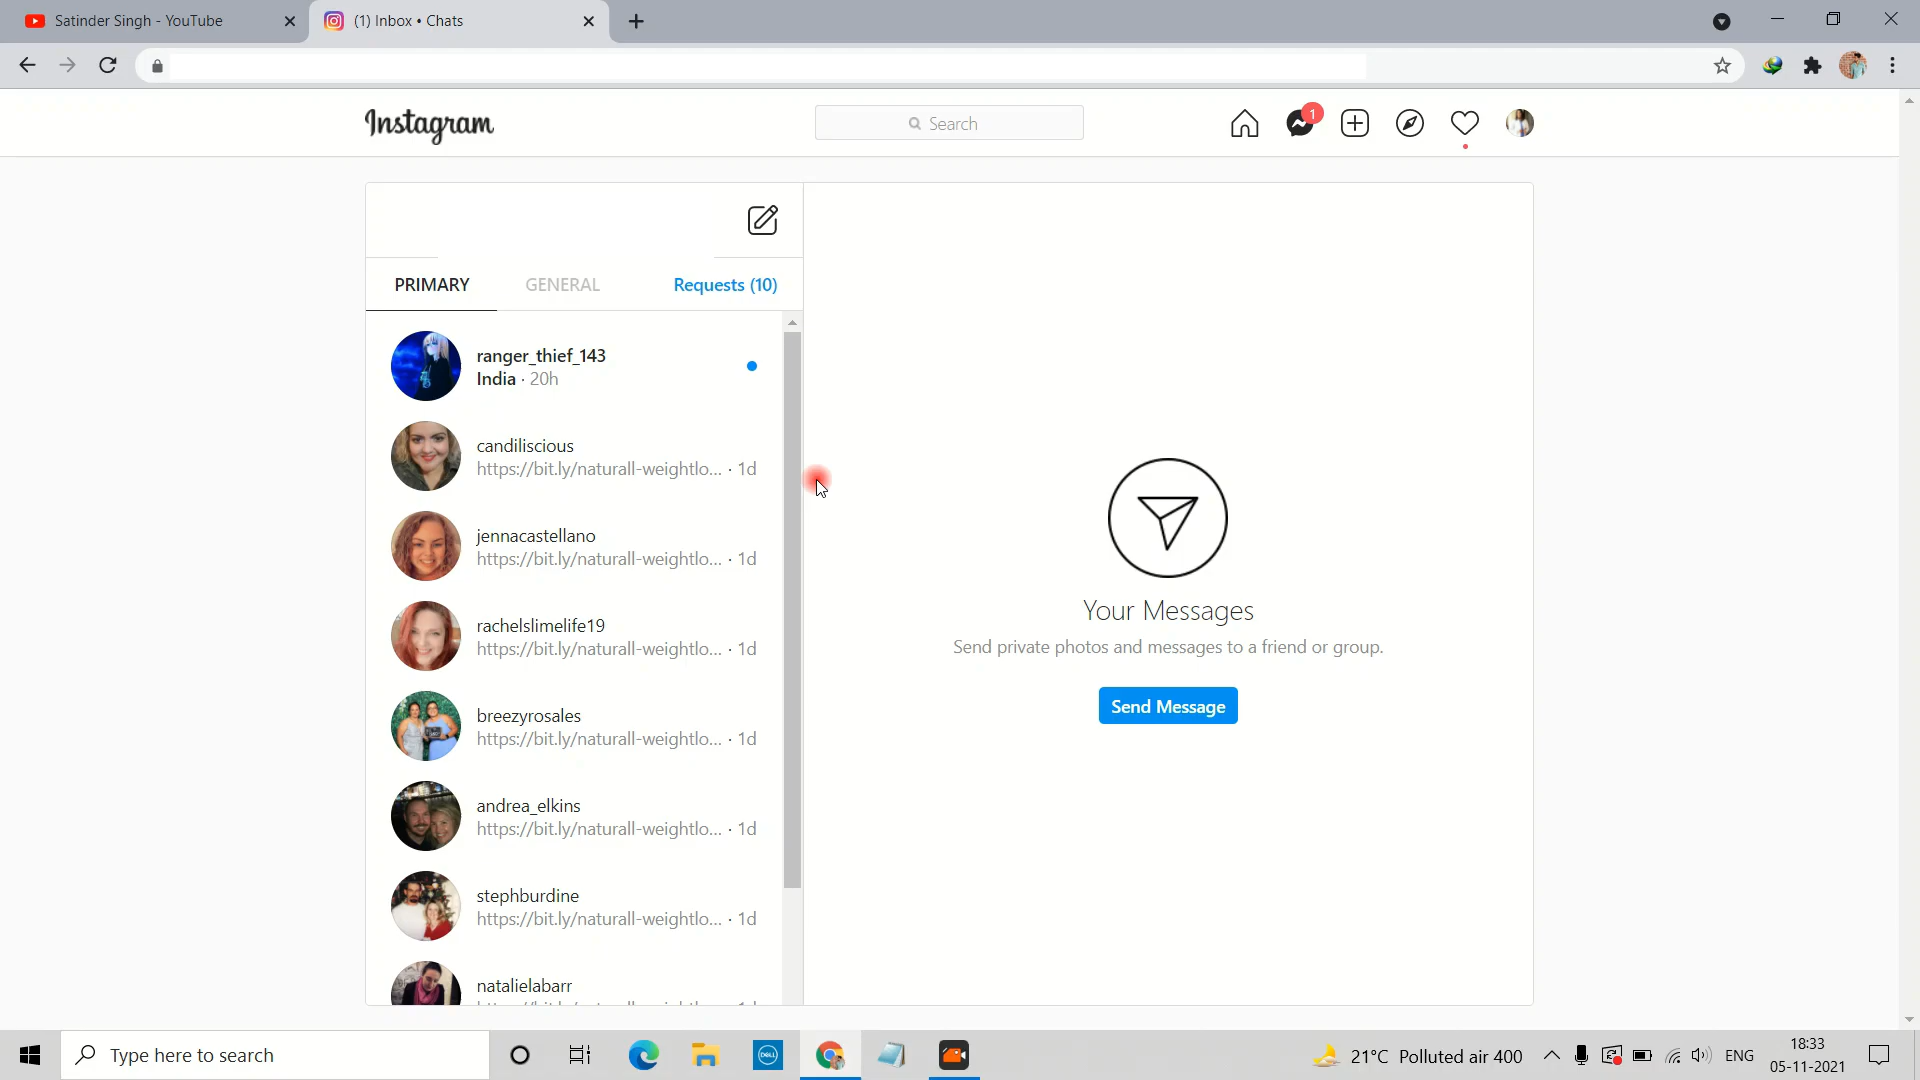 Satinder Singh - YouTube
(1) Inbox • Chats
Instagram
Search
1
PRIMARY
GENERAL
Requests (10)
ranger_thief_143
India · 20h
candiliscious
https://bit.ly/naturall-weightlo... · 1d
jennacastellano
https://bit.ly/naturall-weightlo... · 1d
rachelslimelife19
https://bit.ly/naturall-weightlo... · 1d
breezyrosales
https://bit.ly/naturall-weightlo... · 1d
andrea_elkins
https://bit.ly/naturall-weightlo... · 1d
stephburdine
https://bit.ly/naturall-weightlo... · 1d
natalielabarr
Your Messages
Send private photos and messages to a friend or group.
Send Message
Type here to search
DELL
21°C Polluted air 400
ENG
18:33
05-11-2021